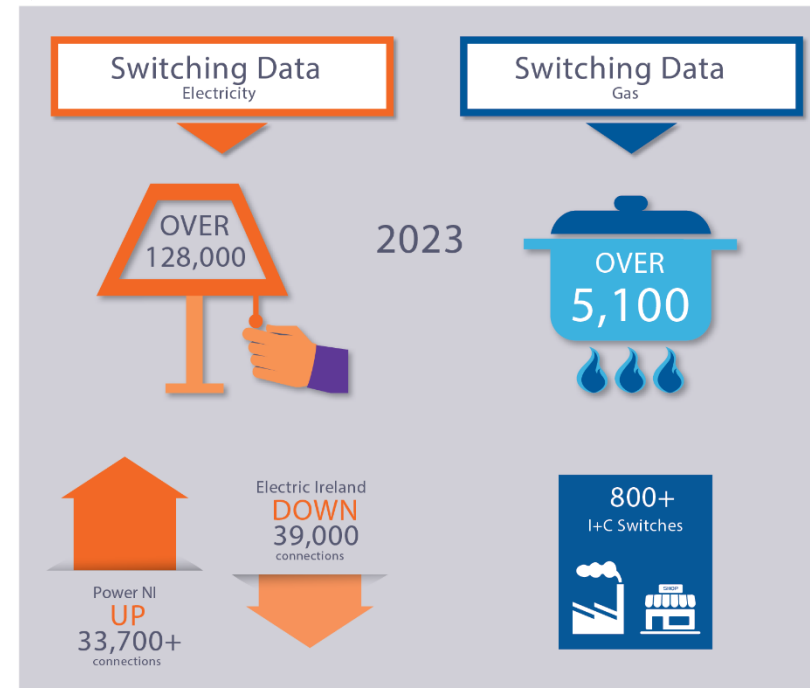 Switching Data
Electricity
Switching Data
Gas
OVER
128,000
2023
OVER
5,100
Power NI
UP
33,700+
connections
Electric Ireland
DOWN
39,000
connections
800+
I+C Switches
SHOP